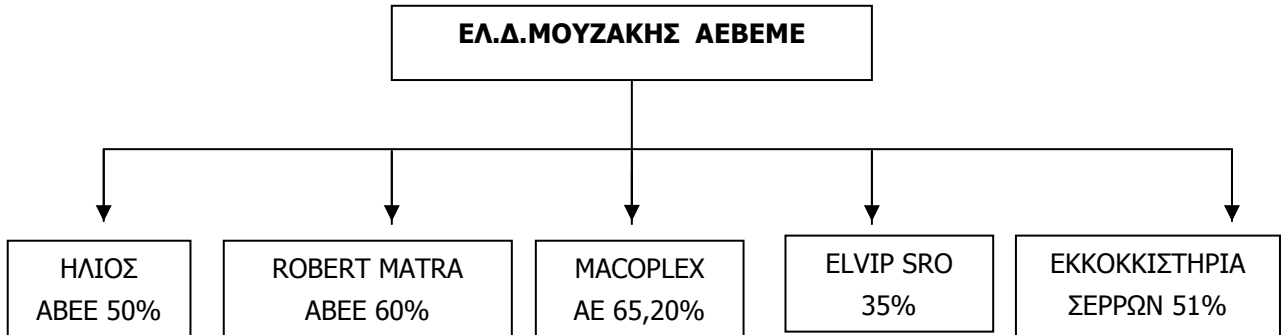 ΕΛ.Δ.ΜΟΥΖΑΚΗΣ ΑΕΒΕΜΕ
ΗΛΙΟΣ
ΑΒΕΕ 50%
ROBERT MATRA
ΑΒΕΕ 60%
MACOPLEX
ΑΕ 65,20%
ELVIP SRO
35%
ΕΚΚΟΚΚΙΣΤΗΡΙΑ
ΣΕΡΡΩΝ 51%